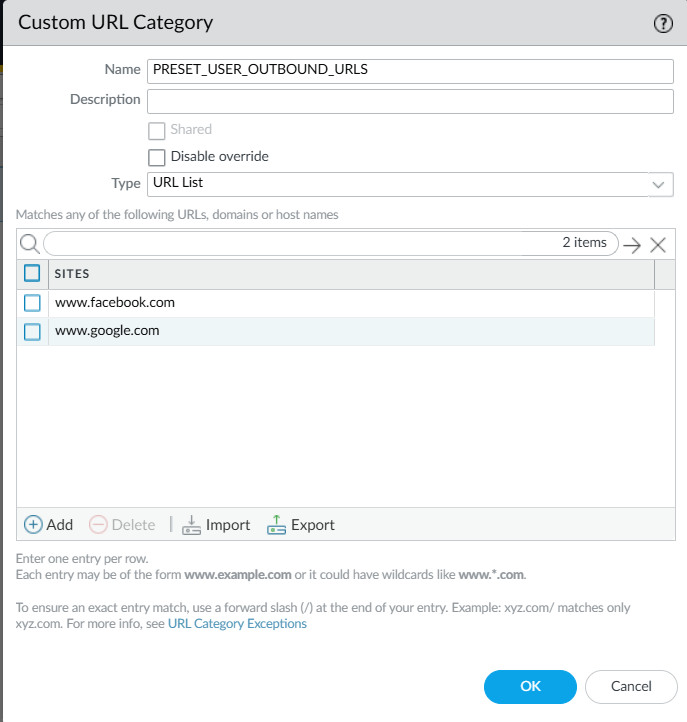 Custom URL Category
Name PRESET_USER_OUTBOUND_URLS
Description
Shared
Disable override
Type URL List
Matches any of the following URLs, domains or host names
2 items
SITES
www.facebook.com
www.google.com
Add Delete Import Export
Enter one entry per row.
Each entry may be of the form www.example.com or it could have wildcards like www.*.com.
To ensure an exact entry match, use a forward slash (/) at the end of your entry. Example: xyz.com/ matches only
xyz.com. For more info, see URL Category Exceptions
OK Cancel